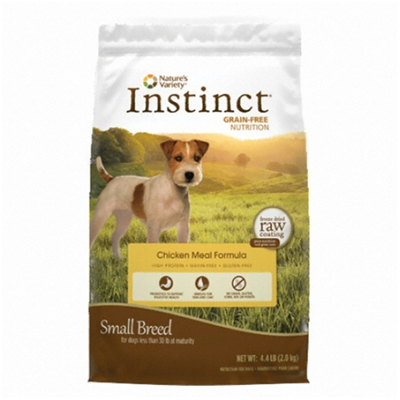 Nature's
Variety®
Instinct®
GRAIN-FREE
NUTRITION
freeze dried
raw
coating
Chicken Meal Formula
HIGH PROTEIN • GRAIN-FREE • GLUTEN-FREE
Small Breed
for dogs less than 30 lb at maturity
NET WT: 4.4 LB (2.0 kg)